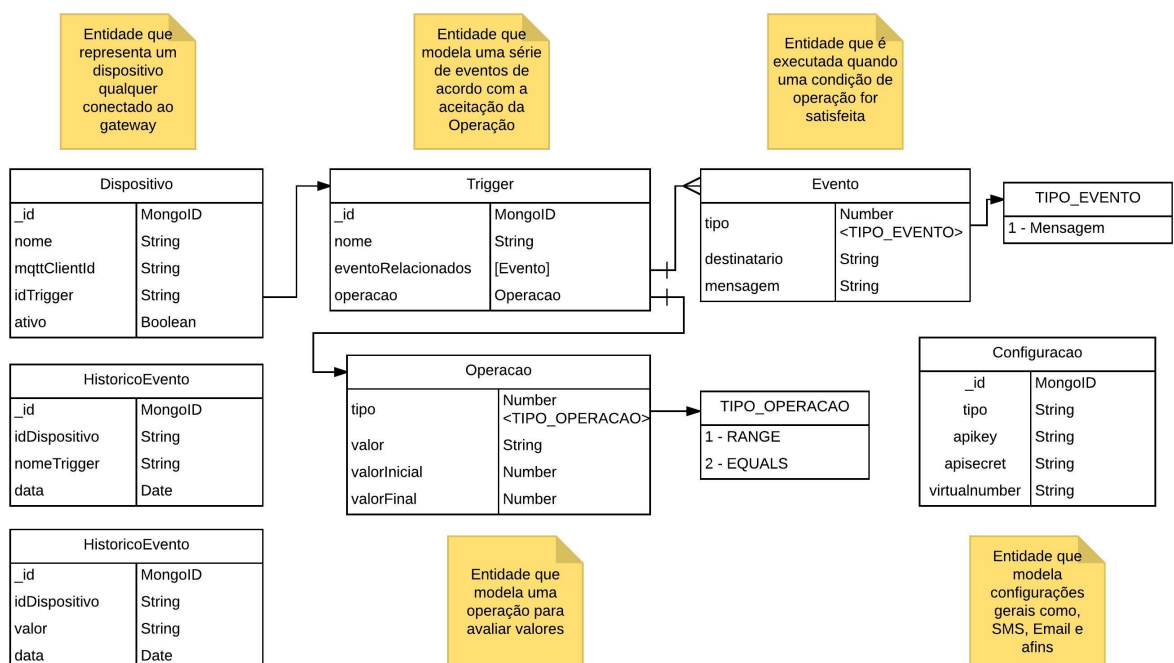 Entidade que
representa um
dispositivo
qualquer
conectado ao
gateway
Entidade que
modela uma série
de eventos de
acordo com a
aceitação da
Operação
Entidade que é
executada quando
uma condição de
operação for
satisfeita
Dispositivo
_id MongoID
nome String
mqttClientId String
idTrigger String
ativo Boolean
Trigger
_id MongoID
nome String
eventoRelacionados [Evento]
operacao Operacao
Evento
tipo Number
<TIPO_EVENTO>
destinatario String
mensagem String
TIPO_EVENTO
1 - Mensagem
HistoricoEvento
_id MongoID
idDispositivo String
nomeTrigger String
data Date
Operacao
tipo Number
<TIPO_OPERACAO>
valor String
valorInicial Number
valorFinal Number
TIPO_OPERACAO
1 - RANGE
2 - EQUALS
Configuracao
_id MongoID
tipo String
apikey String
apisecret String
virtualnumber String
HistoricoEvento
_id MongoID
idDispositivo String
valor String
data Date
Entidade que
modela uma
operação para
avaliar valores
Entidade que
modela
configurações
gerais como,
SMS, Email e
afins